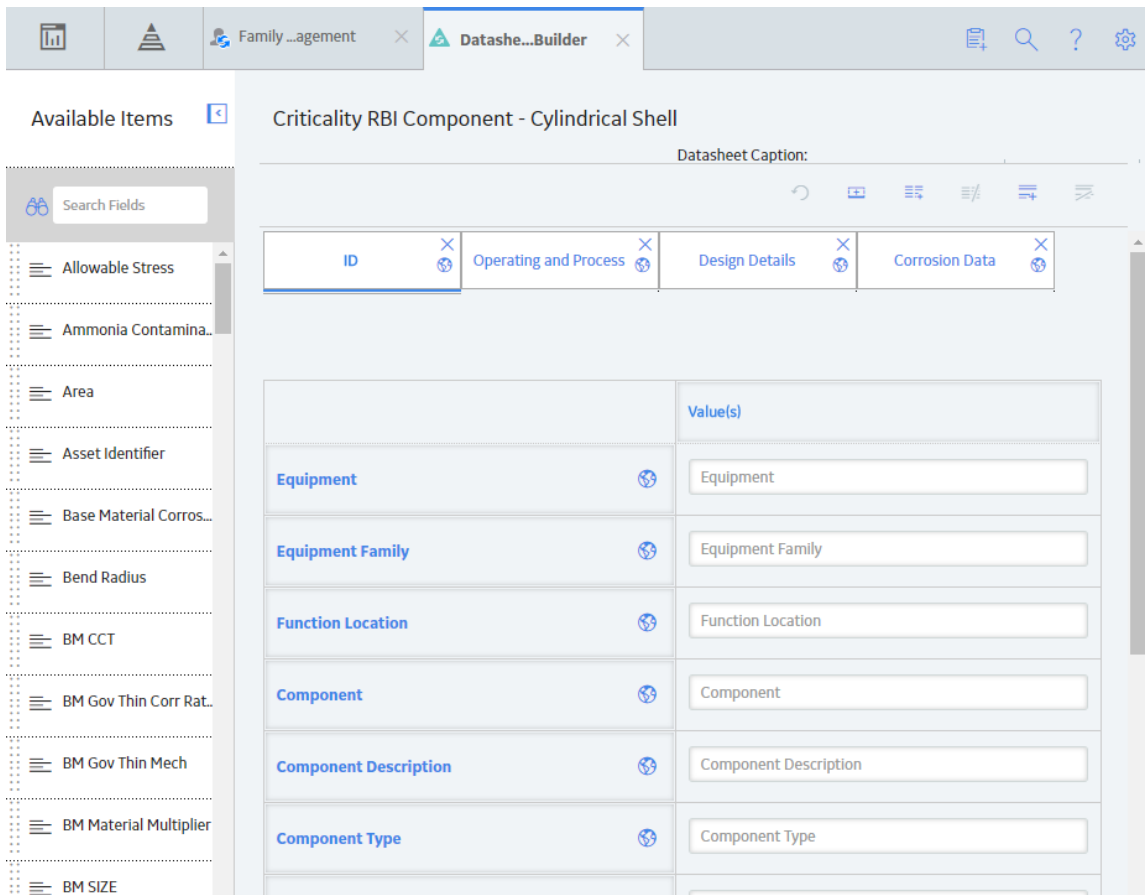 Family ...agement
Datashe...Builder
Available Items
Criticality RBI Component - Cylindrical Shell
Datasheet Caption:
Search Fields
ID
Operating and Process
Design Details
Corrosion Data
Allowable Stress
Ammonia Contamina..
Area
Asset Identifier
Base Material Corros...
Bend Radius
BM CCT
BM Gov Thin Corr Rat..
BM Gov Thin Mech
BM Material Multiplier
BM SIZE
Value(s)
Equipment
Equipment
Equipment Family
Equipment Family
Function Location
Function Location
Component
Component
Component Description
Component Description
Component Type
Component Type